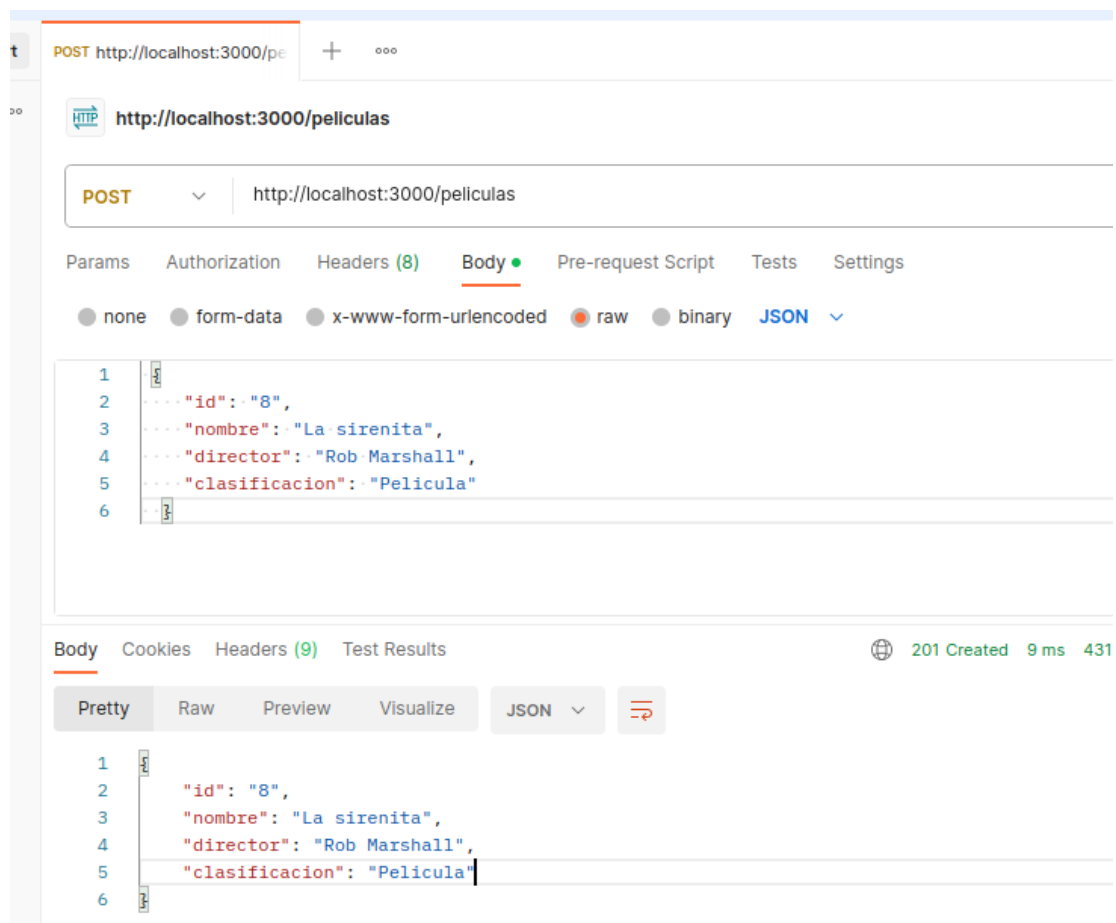 t
POST http://localhost:3000/pe
HTTP http://localhost:3000/peliculas
POST http://localhost:3000/peliculas
Params Authorization Headers (8) Body Pre-request Script Tests Settings
none form-data x-www-form-urlencoded raw binary JSON
1 {
2 "id": "8",
3 "nombre": "La sirenita",
4 "director": "Rob Marshall",
5 "clasificacion": "Pelicula"
6 }
Body Cookies Headers (9) Test Results 201 Created 9 ms 431
Pretty Raw Preview Visualize JSON
1 {
2 "id": "8",
3 "nombre": "La sirenita",
4 "director": "Rob Marshall",
5 "clasificacion": "Pelicula"
6 }